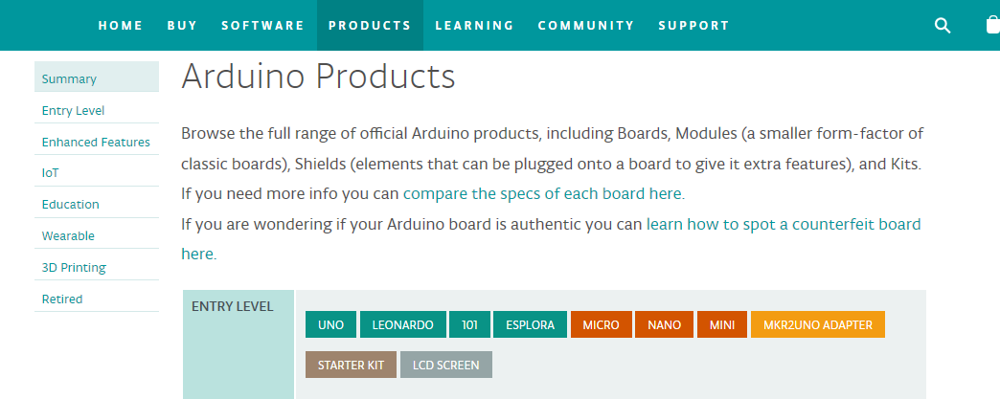 HOME BUY SOFTWARE PRODUCTS LEARNING COMMUNITY SUPPORT
Summary
Entry Level
Enhanced Features
IoT
Education
Wearable
3D Printing
Retired
Arduino Products
Browse the full range of official Arduino products, including Boards, Modules (a smaller form-factor of
classic boards), Shields (elements that can be plugged onto a board to give it extra features), and Kits.
If you need more info you can compare the specs of each board here.
If you are wondering if your Arduino board is authentic you can learn how to spot a counterfeit board
here.
ENTRY LEVEL
UNO LEONARDO 101 ESPLORA MICRO NANO MINI MKR2UNO ADAPTER
STARTER KIT LCD SCREEN